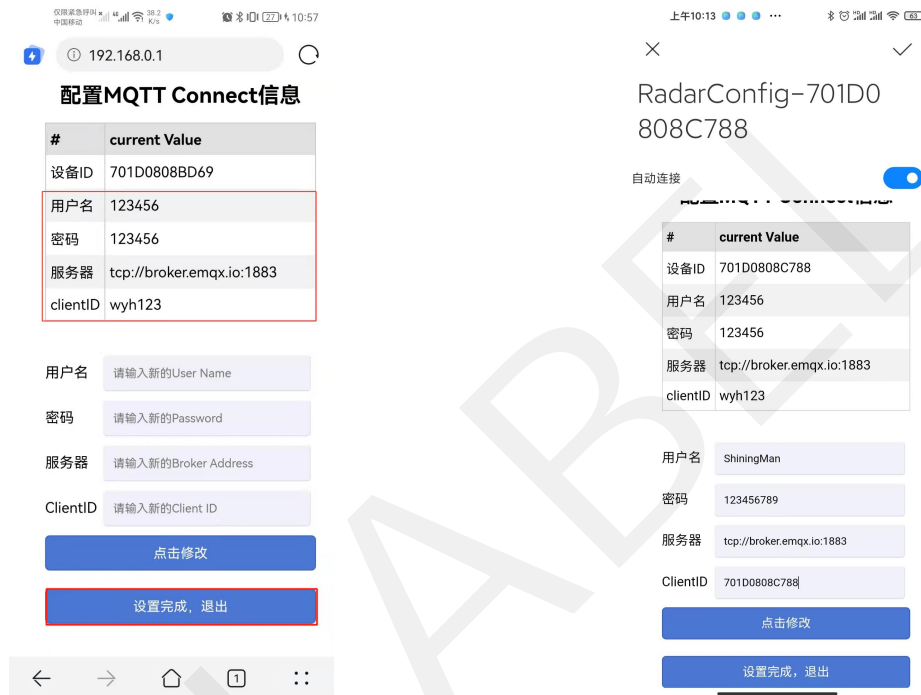 仅限紧急呼叫
中国移动
38.2
K/s
27
10:57
192.168.0.1
配置MQTT Connect信息
# current Value
设备ID 701D0808BD69
用户名 123456
密码 123456
服务器 tcp://broker.emqx.io:1883
clientID wyh123
用户名 请输入新的User Name
密码 请输入新的Password
服务器 请输入新的Broker Address
ClientID 请输入新的Client ID
点击修改
设置完成，退出
1
上午10:13
63
RadarConfig-701D0
808C788
自动连接
# current Value
设备ID 701D0808C788
用户名 123456
密码 123456
服务器 tcp://broker.emqx.io:1883
clientID wyh123
用户名 ShiningMan
密码 123456789
服务器 tcp://broker.emqx.io:1883
ClientID 701D0808C788
点击修改
设置完成，退出
ABEL